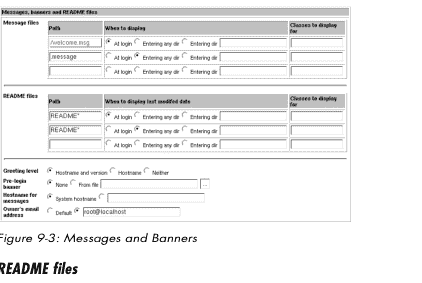 Messages, banners and README files
Message files
Path When to display Classes to display for
/welcome.msg At login Entering any dir Entering dir
.message At login Entering any dir Entering dir
At login Entering any dir Entering dir
README files
Path When to display last modified date Classes to display for
README* At login Entering any dir Entering dir
README* At login Entering any dir Entering dir
At login Entering any dir Entering dir
Greeting level Hostname and version Hostname Neither
Pre-login banner None From file ...
Hostname for messages System hostname
Owner's email address Default root@localhost
Figure 9-3: Messages and Banners
README files